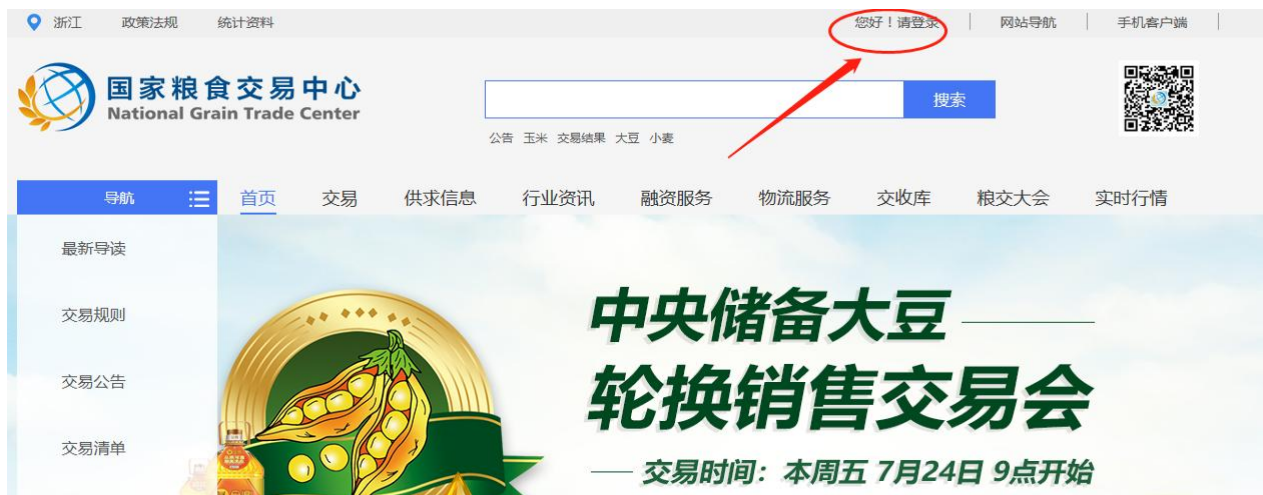 浙江 政策法规 统计资料 您好！请登录 网站导航 手机客户端
国家粮食交易中心
National Grain Trade Center
搜索
公告 玉米 交易结果 大豆 小麦
导航 首页 交易 供求信息 行业资讯 融资服务 物流服务 交收库 粮交大会 实时行情
最新导读
交易规则
交易公告
交易清单
中央储备大豆
轮换销售交易会
交易时间：本周五 7月24日 9点开始